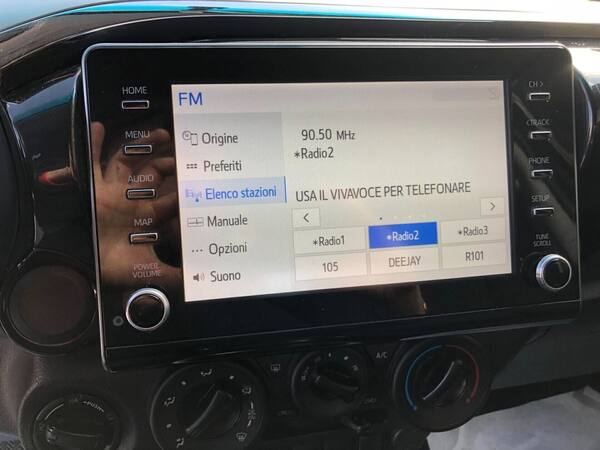 FM
HOME
MENU
AUDIO
MAP
POWER
VOLUME
Origine
Preferiti
Elenco stazioni
Manuale
Opzioni
Suono
90.50 MHz
*Radio2
USA IL VIVAVOCE PER TELEFONARE
< >
*Radio1 *Radio2 *Radio3
105 DEEJAY R101
CH >
PHONE
SETUP
TUNE
SCROLL
A/C
PUSH